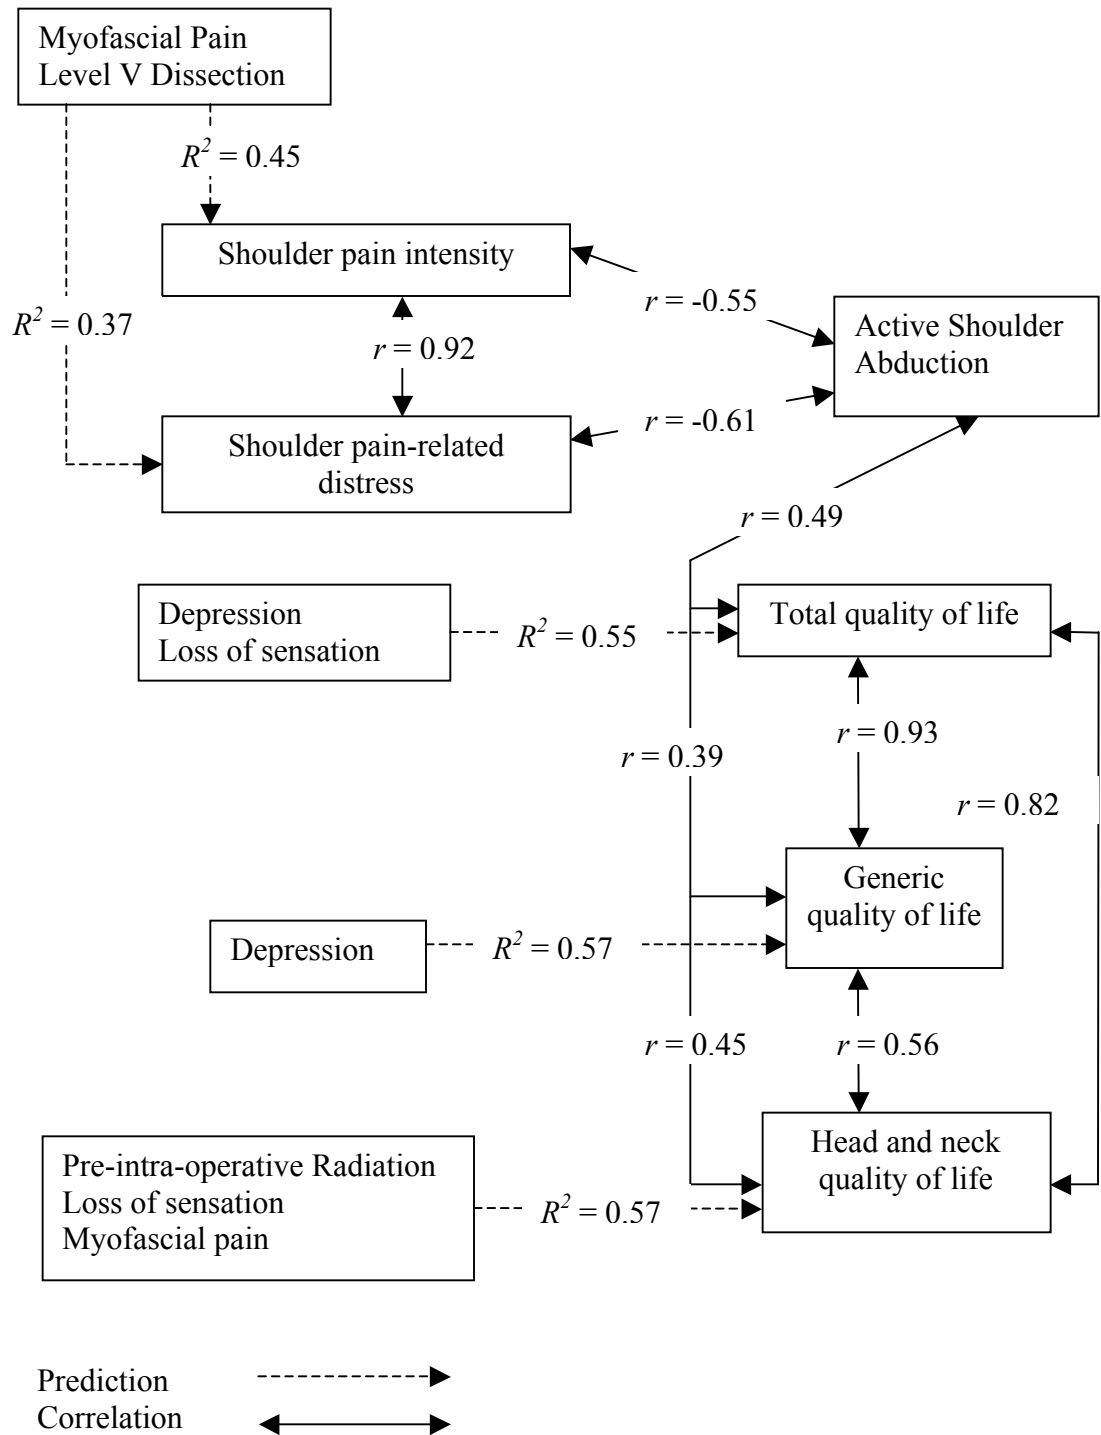 Myofascial Pain
Level V Dissection
R² = 0.45
Shoulder pain intensity
r = -0.55
R² = 0.37
r = 0.92
Active Shoulder
Abduction
r = -0.61
Shoulder pain-related
distress
r = 0.49
Depression
Loss of sensation
R² = 0.55
Total quality of life
r = 0.93
r = 0.39
r = 0.82
Generic
quality of life
Depression
R² = 0.57
r = 0.45
r = 0.56
Head and neck
quality of life
Pre-intra-operative Radiation
Loss of sensation
Myofascial pain
R² = 0.57
Prediction
Correlation